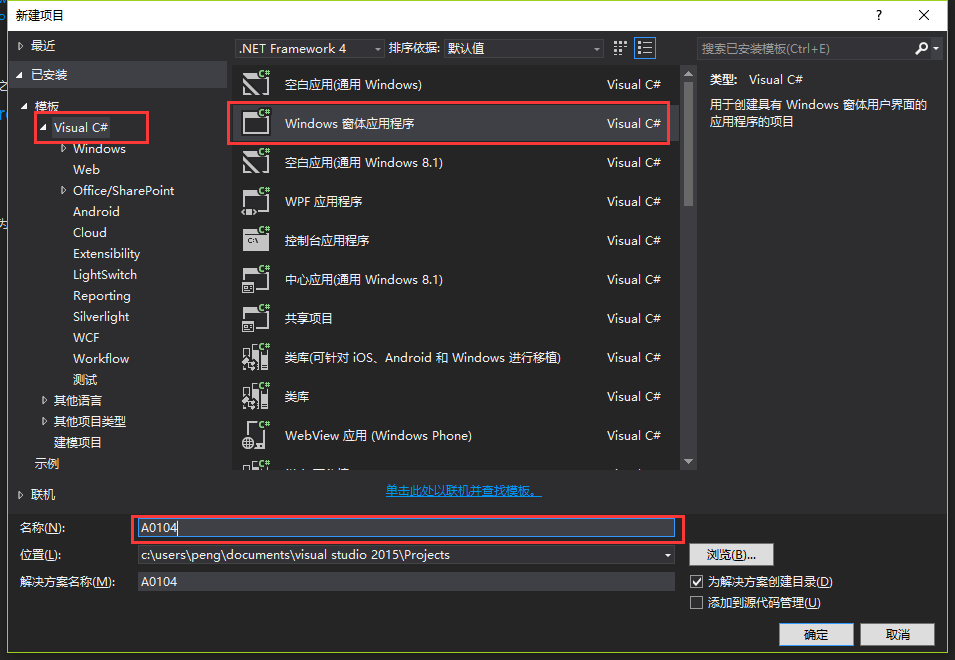 新建项目
?
最近
.NET Framework 4
排序依据:
默认值
搜索已安装模板(Ctrl+E)
已安装
模板
Visual C#
Windows
Web
Office/SharePoint
Android
Cloud
Extensibility
LightSwitch
Reporting
Silverlight
WCF
Workflow
测试
其他语言
其他项目类型
建模项目
示例
联机
空白应用(通用 Windows) Visual C#
Windows 窗体应用程序 Visual C#
空白应用(通用 Windows 8.1) Visual C#
WPF 应用程序 Visual C#
控制台应用程序 Visual C#
中心应用(通用 Windows 8.1) Visual C#
共享项目 Visual C#
类库(可针对 iOS、Android 和 Windows 进行移植) Visual C#
类库 Visual C#
WebView 应用 (Windows Phone) Visual C#
单击此处以联机并查找模板。
类型: Visual C#
用于创建具有 Windows 窗体用户界面的
应用程序的项目
名称(N): A0104
位置(L): c:\users\peng\documents\visual studio 2015\Projects
浏览(B)...
解决方案名称(M): A0104
为解决方案创建目录(D)
添加到源代码管理(U)
确定
取消